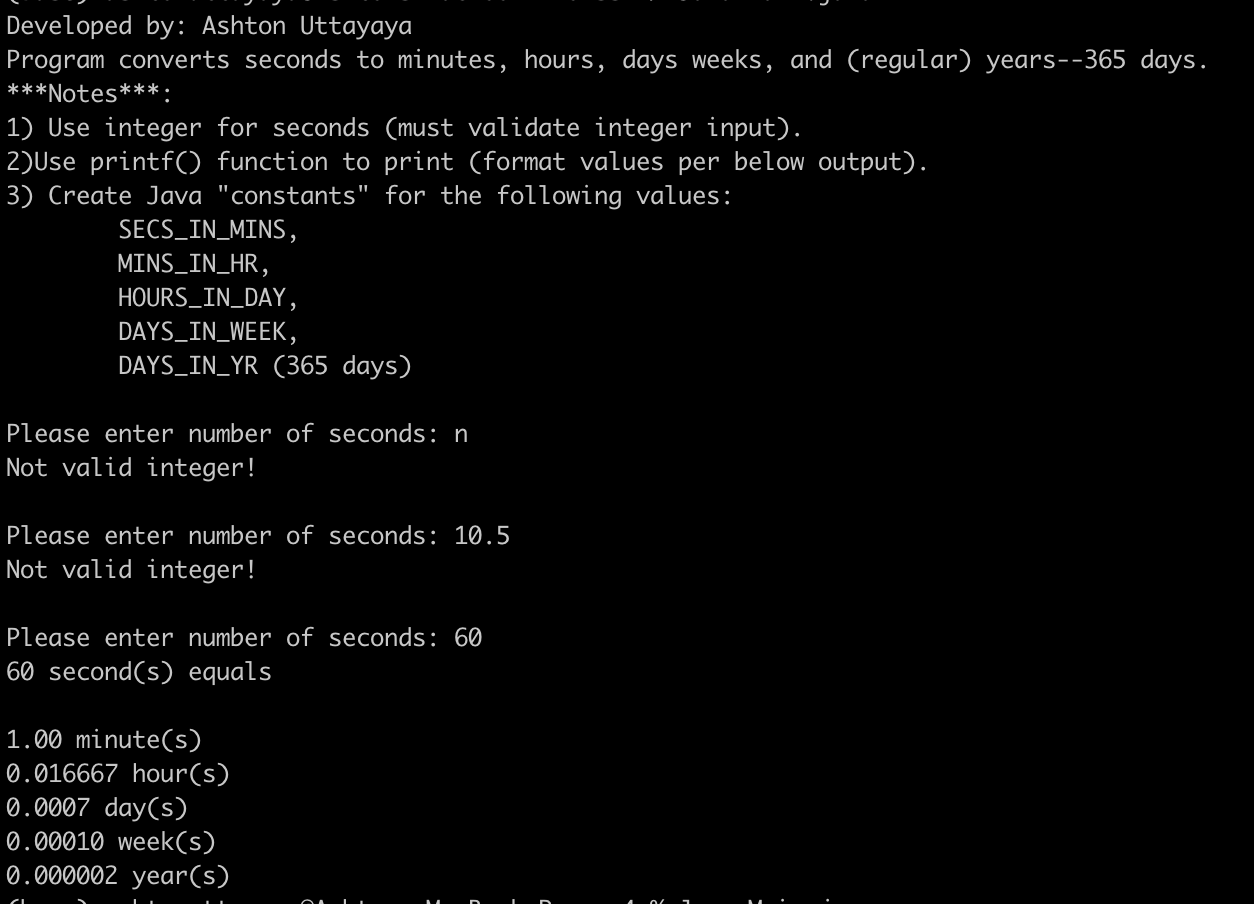 Developed by: Ashton Uttayaya
Program converts seconds to minutes, hours, days weeks, and (regular) years--365 days.
***Notes***:
1) Use integer for seconds (must validate integer input).
2)Use printf() function to print (format values per below output).
3) Create Java "constants" for the following values:
SECS_IN_MINS,
MINS_IN_HR,
HOURS_IN_DAY,
DAYS_IN_WEEK,
DAYS_IN_YR (365 days)
Please enter number of seconds: n
Not valid integer!
Please enter number of seconds: 10.5
Not valid integer!
Please enter number of seconds: 60
60 second(s) equals
1.00 minute(s)
0.016667 hour(s)
0.0007 day(s)
0.00010 week(s)
0.000002 year(s)